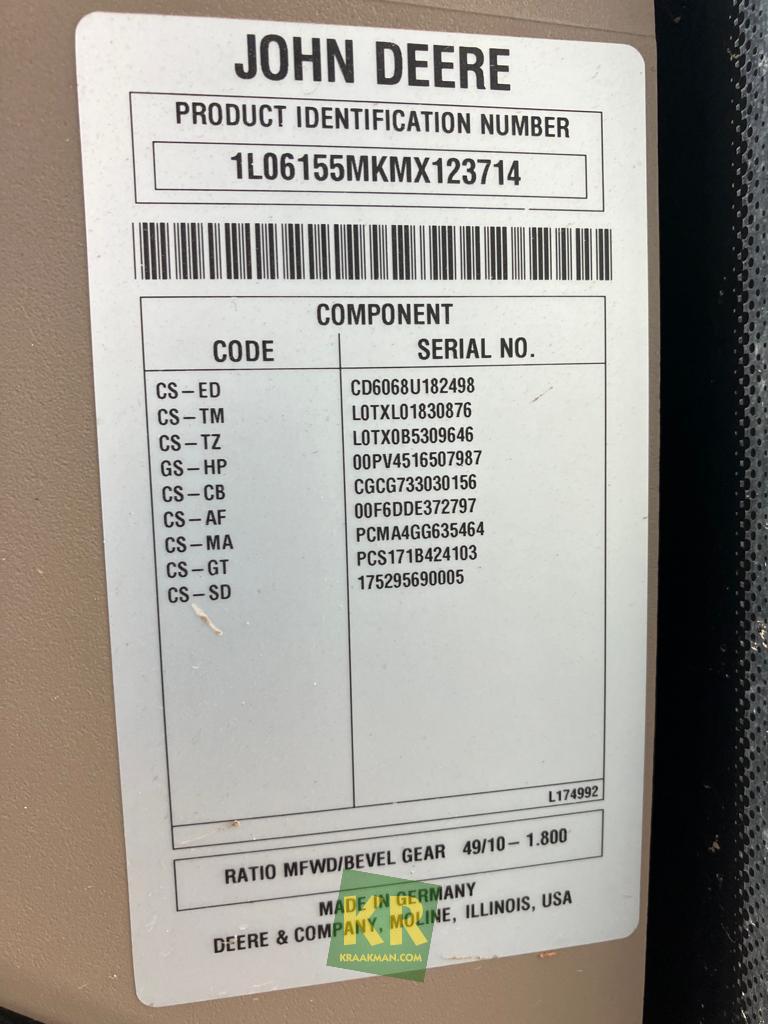 JOHN DEERE
PRODUCT IDENTIFICATION NUMBER
1L06155MKMX123714
COMPONENT
CODE SERIAL NO.
CS-ED CD6068U182498
CS-TM L0TXL01830876
CS-TZ L0TX0B5309646
GS-HP 00PV4516507987
CS-CB CGCG733030156
CS-AF 00F6DDE372797
CS-MA PCMA4GG635464
CS-GT PCS171B424103
CS-SD 175295690005
L174992
RATIO MFWD/BEVEL GEAR 49/10-1.800
MADE IN GERMANY
DEERE & COMPANY, MOLINE, ILLINOIS, USA
KR
KRAAKMAN.COM